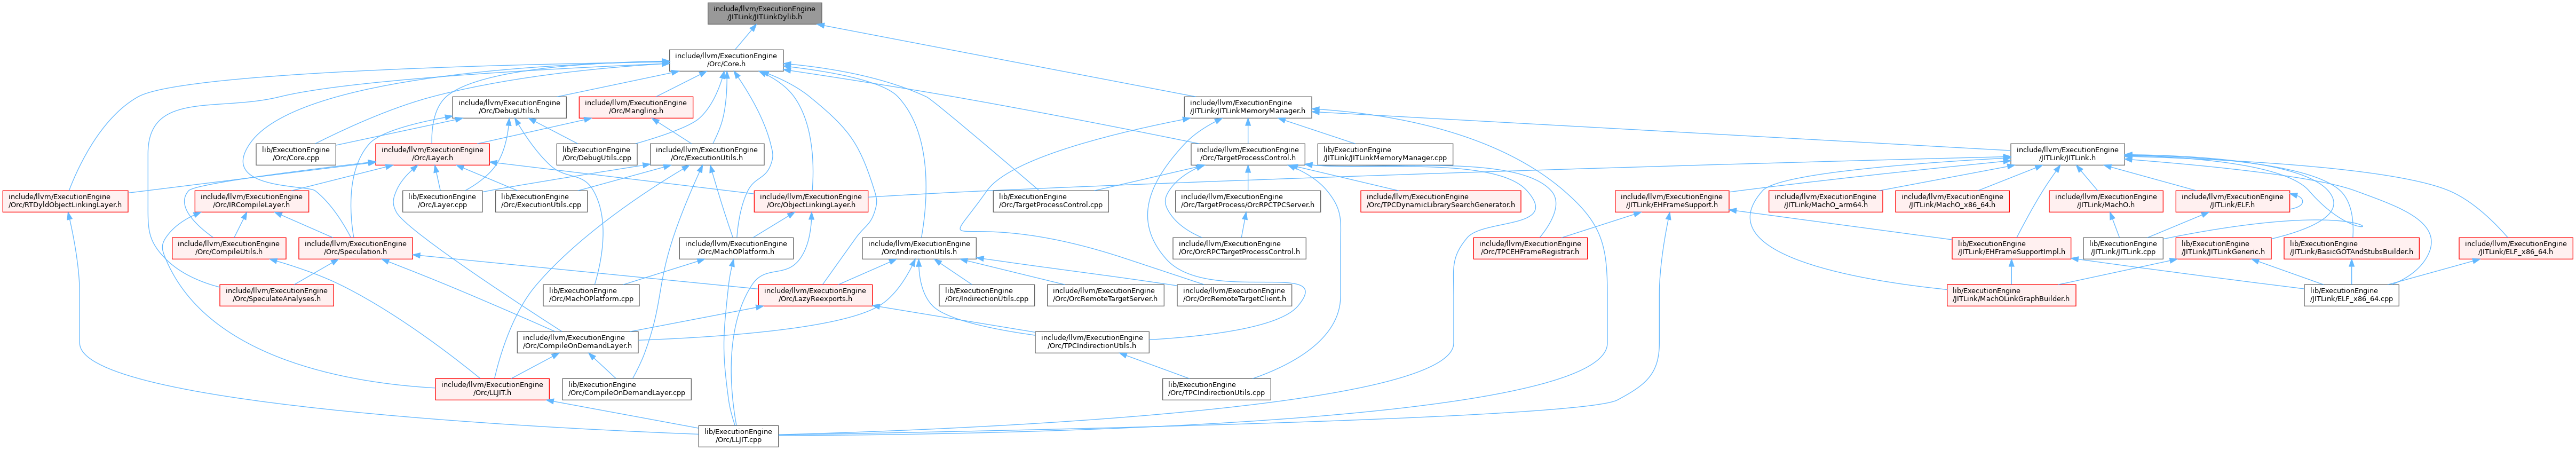 include/llvm/ExecutionEngine
/JITLink/JITLinkDylib.h
include/llvm/ExecutionEngine
/Orc/Core.h
include/llvm/ExecutionEngine
/Orc/DebugUtils.h
include/llvm/ExecutionEngine
/Orc/Mangling.h
include/llvm/ExecutionEngine
/JITLink/JITLinkMemoryManager.h
lib/ExecutionEngine
/Orc/Core.cpp
include/llvm/ExecutionEngine
/Orc/Layer.h
lib/ExecutionEngine
/Orc/DebugUtils.cpp
include/llvm/ExecutionEngine
/Orc/ExecutionUtils.h
include/llvm/ExecutionEngine
/Orc/TargetProcessControl.h
lib/ExecutionEngine
/JITLink/JITLinkMemoryManager.cpp
include/llvm/ExecutionEngine
/JITLink/JITLink.h
include/llvm/ExecutionEngine
/Orc/RTDyldObjectLinkingLayer.h
include/llvm/ExecutionEngine
/Orc/IRCompileLayer.h
lib/ExecutionEngine
/Orc/Layer.cpp
lib/ExecutionEngine
/Orc/ExecutionUtils.cpp
include/llvm/ExecutionEngine
/Orc/ObjectLinkingLayer.h
lib/ExecutionEngine
/Orc/TargetProcessControl.cpp
include/llvm/ExecutionEngine
/Orc/TargetProcess/OrcRPCTPCServer.h
include/llvm/ExecutionEngine
/Orc/TPCDynamicLibrarySearchGenerator.h
include/llvm/ExecutionEngine
/JITLink/EHFrameSupport.h
include/llvm/ExecutionEngine
/JITLink/MachO_arm64.h
include/llvm/ExecutionEngine
/JITLink/MachO_x86_64.h
include/llvm/ExecutionEngine
/JITLink/MachO.h
include/llvm/ExecutionEngine
/JITLink/ELF.h
include/llvm/ExecutionEngine
/Orc/CompileUtils.h
include/llvm/ExecutionEngine
/Orc/Speculation.h
include/llvm/ExecutionEngine
/Orc/MachOPlatform.h
include/llvm/ExecutionEngine
/Orc/IndirectionUtils.h
include/llvm/ExecutionEngine
/Orc/OrcRPCTargetProcessControl.h
include/llvm/ExecutionEngine
/Orc/TPCEHFrameRegistrar.h
lib/ExecutionEngine
/JITLink/EHFrameSupportImpl.h
lib/ExecutionEngine
/JITLink/JITLink.cpp
lib/ExecutionEngine
/JITLink/JITLinkGeneric.h
lib/ExecutionEngine
/JITLink/BasicGOTAndStubsBuilder.h
include/llvm/ExecutionEngine
/JITLink/ELF_x86_64.h
include/llvm/ExecutionEngine
/Orc/SpeculateAnalyses.h
lib/ExecutionEngine
/Orc/MachOPlatform.cpp
include/llvm/ExecutionEngine
/Orc/LazyReexports.h
lib/ExecutionEngine
/Orc/IndirectionUtils.cpp
include/llvm/ExecutionEngine
/Orc/OrcRemoteTargetServer.h
include/llvm/ExecutionEngine
/Orc/OrcRemoteTargetClient.h
lib/ExecutionEngine
/JITLink/MachOLinkGraphBuilder.h
lib/ExecutionEngine
/JITLink/ELF_x86_64.cpp
include/llvm/ExecutionEngine
/Orc/CompileOnDemandLayer.h
include/llvm/ExecutionEngine
/Orc/TPCIndirectionUtils.h
include/llvm/ExecutionEngine
/Orc/LLJIT.h
lib/ExecutionEngine
/Orc/CompileOnDemandLayer.cpp
lib/ExecutionEngine
/Orc/TPCIndirectionUtils.cpp
lib/ExecutionEngine
/Orc/LLJIT.cpp